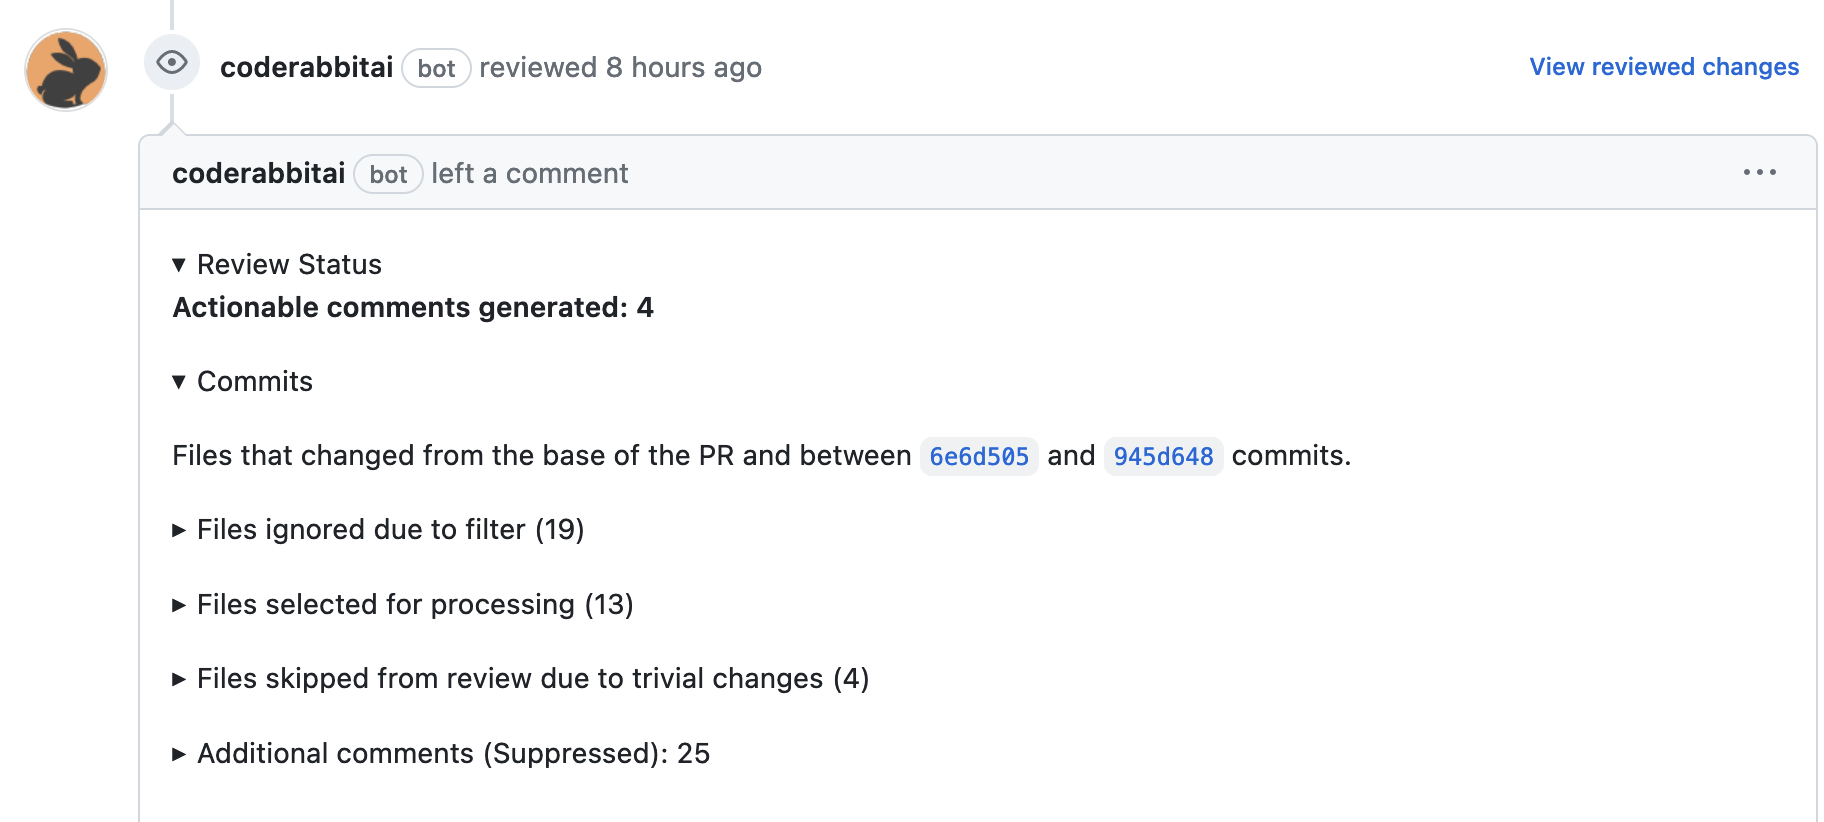 coderabbitai bot reviewed 8 hours ago View reviewed changes
coderabbitai bot left a comment
Review Status
Actionable comments generated: 4
Commits
Files that changed from the base of the PR and between 6e6d505 and 945d648 commits.
Files ignored due to filter (19)
Files selected for processing (13)
Files skipped from review due to trivial changes (4)
Additional comments (Suppressed): 25